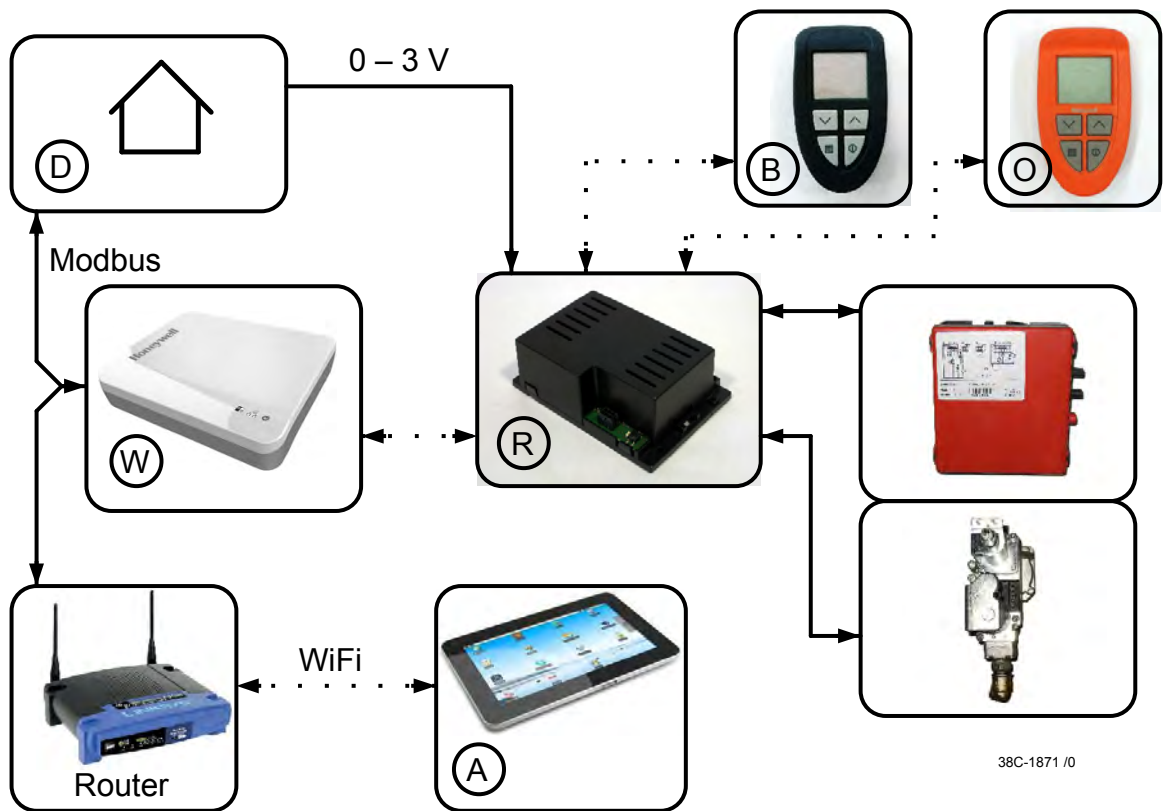 0 – 3 V
D
B
O
Modbus
Honeywell
W
R
WiFi
Router
A
38C-1871 /0